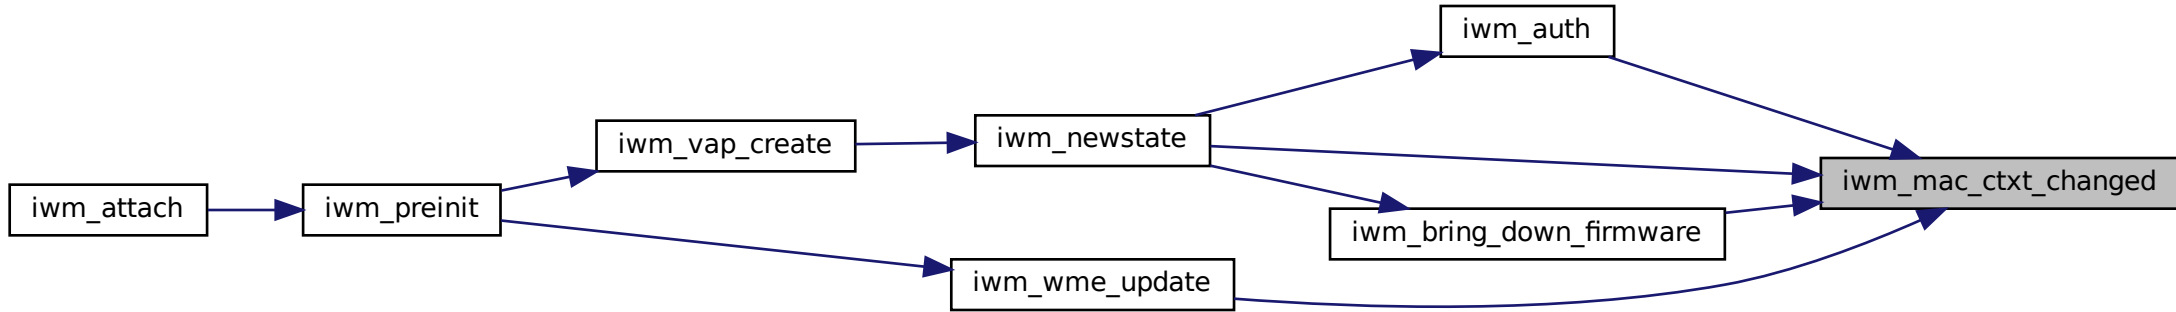 iwm_attach
iwm_preinit
iwm_vap_create
iwm_wme_update
iwm_newstate
iwm_auth
iwm_bring_down_firmware
iwm_mac_ctxt_changed